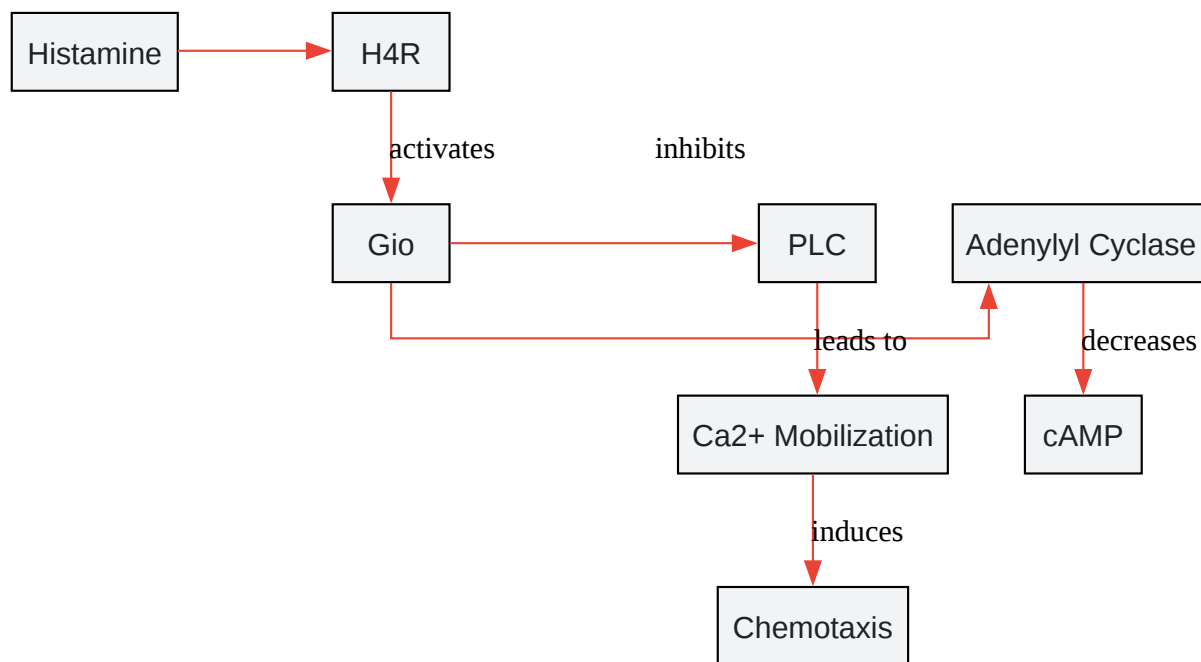 Histamine
H4R
activates
inhibits
Gio
PLC
Adenylyl Cyclase
leads to
decreases
Ca2+ Mobilization
cAMP
induces
Chemotaxis